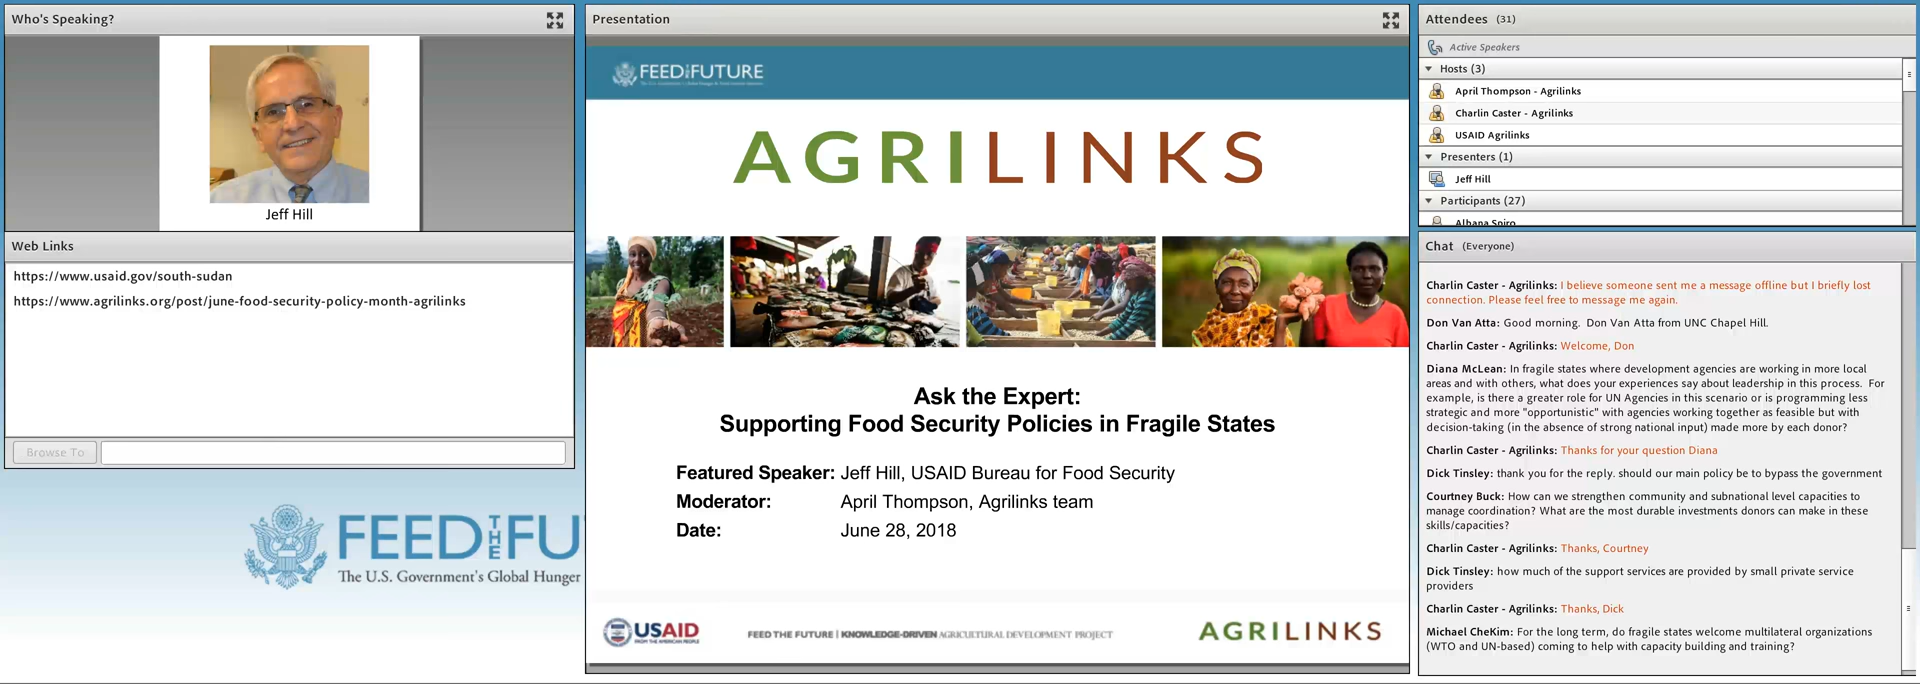 Who's Speaking?
Jeff Hill
Web Links
https://www.usaid.gov/south-sudan
https://www.agrilinks.org/post/june-food-security-policy-month-agrilinks
Browse To
FEED THE FU
The U.S. Government's Global Hunger
Presentation
FEED THE FUTURE
AGRILINKS
Ask the Expert:
Supporting Food Security Policies in Fragile States
Featured Speaker: Jeff Hill, USAID Bureau for Food Security
Moderator: April Thompson, Agrilinks team
Date: June 28, 2018
USAID
FROM THE AMERICAN PEOPLE
FEED THE FUTURE | KNOWLEDGE-DRIVEN AGRICULTURAL DEVELOPMENT PROJECT
AGRILINKS
Attendees (31)
Active Speakers
Hosts (3)
April Thompson - Agrilinks
Charlin Caster - Agrilinks
USAID Agrilinks
Presenters (1)
Jeff Hill
Participants (27)
Albana Spiro
Chat (Everyone)
Charlin Caster - Agrilinks: I believe someone sent me a message offline but I briefly lost
connection. Please feel free to message me again.
Don Van Atta: Good morning. Don Van Atta from UNC Chapel Hill.
Charlin Caster - Agrilinks: Welcome, Don
Diana McLean: In fragile states where development agencies are working in more local
areas and with others, what does your experiences say about leadership in this process. For
example, is there a greater role for UN Agencies in this scenario or is programming less
strategic and more "opportunistic" with agencies working together as feasible but with
decision-taking (in the absence of strong national input) made more by each donor?
Charlin Caster - Agrilinks: Thanks for your question Diana
Dick Tinsley: thank you for the reply. should our main policy be to bypass the government
Courtney Buck: How can we strengthen community and subnational level capacities to
manage coordination? What are the most durable investments donors can make in these
skills/capacities?
Charlin Caster - Agrilinks: Thanks, Courtney
Dick Tinsley: how much of the support services are provided by small private service
providers
Charlin Caster - Agrilinks: Thanks, Dick
Michael CheKim: For the long term, do fragile states welcome multilateral organizations
(WTO and UN-based) coming to help with capacity building and training?